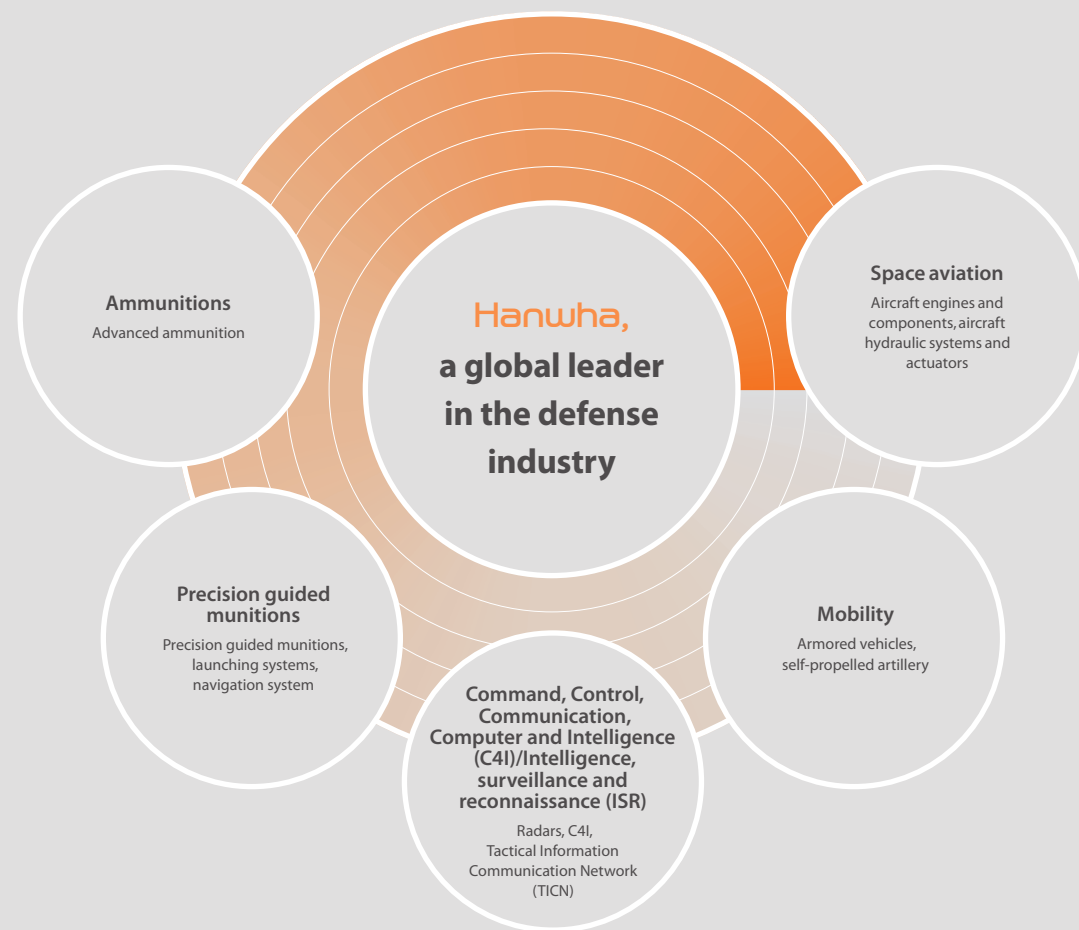 Hanwha,
a global leader
in the defense
industry
Ammunitions
Advanced ammunition
Precision guided
munitions
Precision guided munitions,
launching systems,
navigation system
Command, Control,
Communication,
Computer and Intelligence
(C4I)/Intelligence,
surveillance and
reconnaissance (ISR)
Radars, C4I,
Tactical Information
Communication Network
(TICN)
Mobility
Armored vehicles,
self-propelled artillery
Space aviation
Aircraft engines and
components, aircraft
hydraulic systems and
actuators